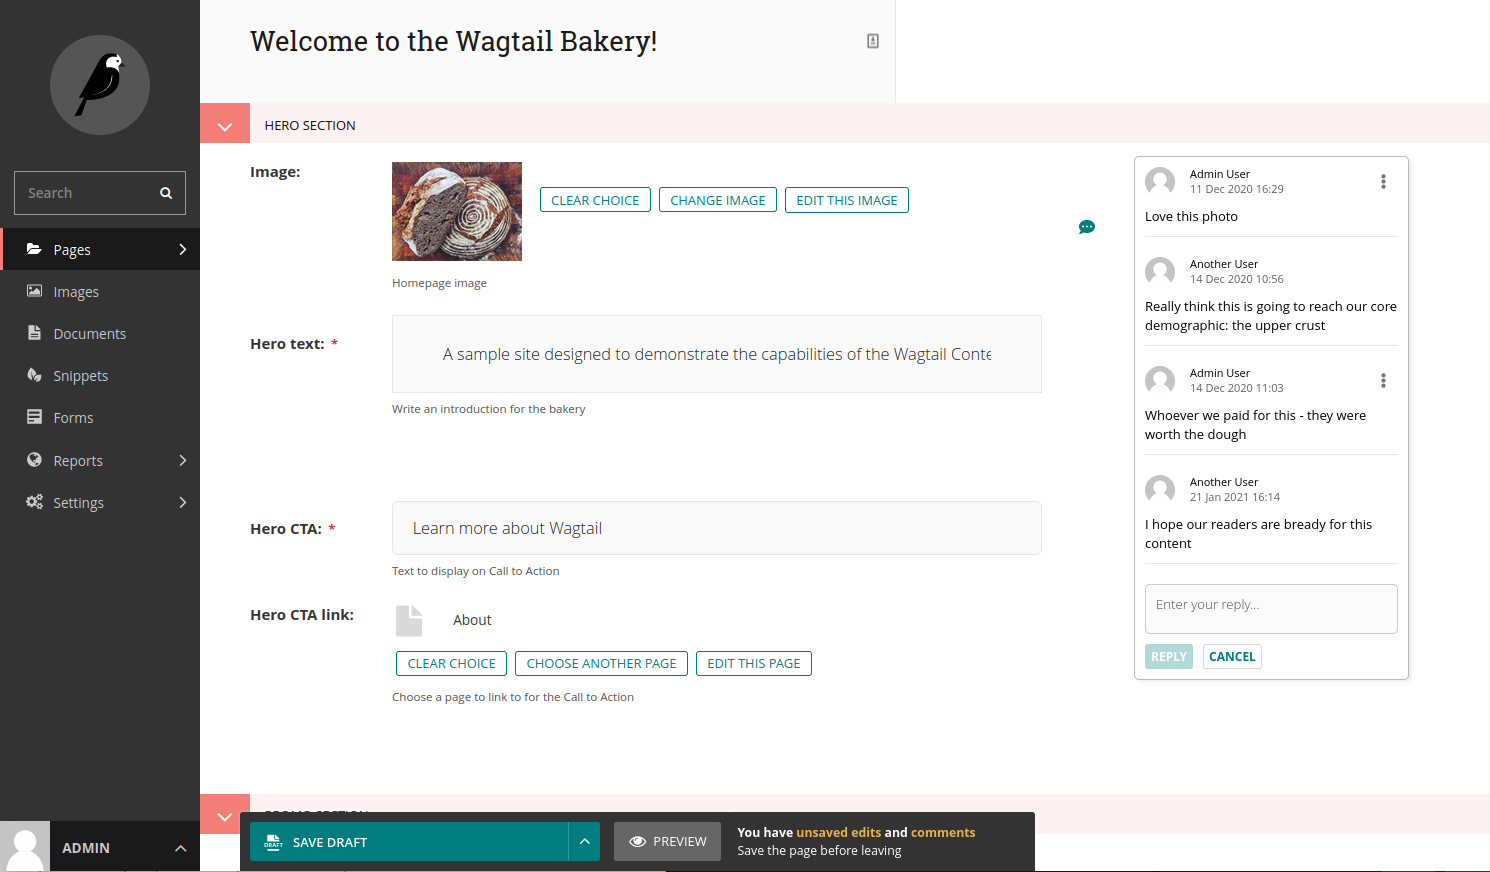 Welcome to the Wagtail Bakery!
Search
Pages
Images
Documents
Snippets
Forms
Reports
Settings
ADMIN
HERO SECTION
Image:
CLEAR CHOICE
CHANGE IMAGE
EDIT THIS IMAGE
Homepage image
Hero text: *
A sample site designed to demonstrate the capabilities of the Wagtail Conte
Write an introduction for the bakery
Hero CTA: *
Learn more about Wagtail
Text to display on Call to Action
Hero CTA link:
About
CLEAR CHOICE
CHOOSE ANOTHER PAGE
EDIT THIS PAGE
Choose a page to link to for the Call to Action
Admin User
11 Dec 2020 16:29
Love this photo
Another User
14 Dec 2020 10:56
Really think this is going to reach our core
demographic: the upper crust
Admin User
14 Dec 2020 11:03
Whoever we paid for this - they were
worth the dough
Another User
21 Jan 2021 16:14
I hope our readers are bready for this
content
Enter your reply...
REPLY
CANCEL
DRAFT
SAVE DRAFT
PREVIEW
You have unsaved edits and comments
Save the page before leaving